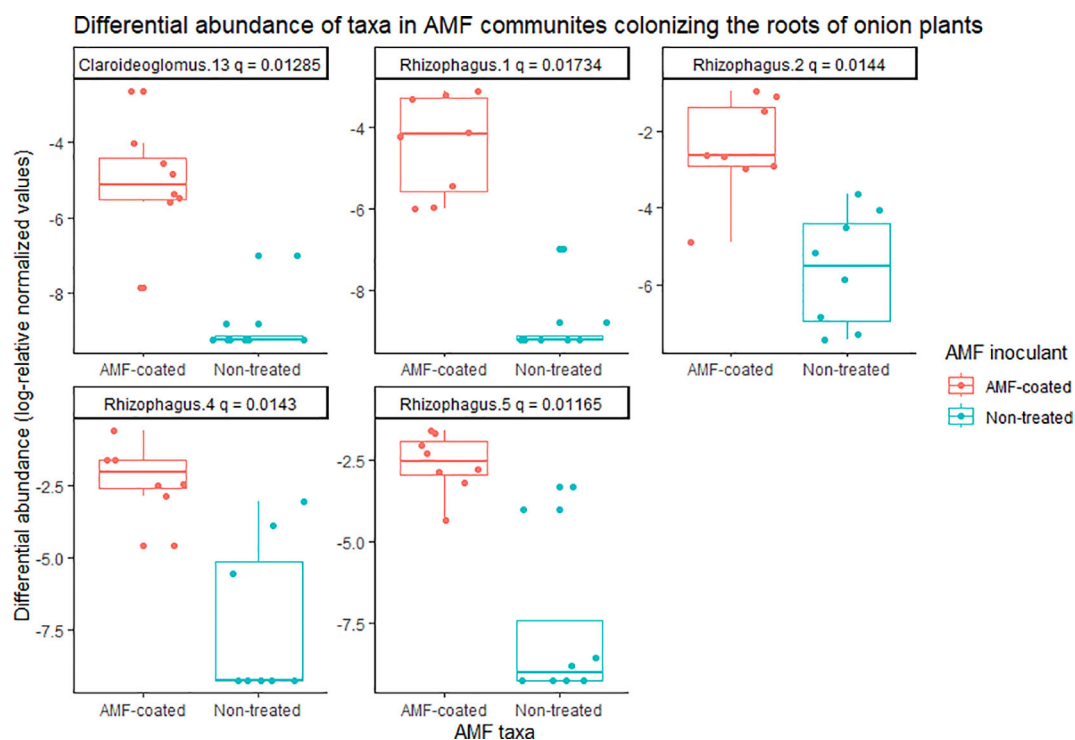 Differential abundance of taxa in AMF communites colonizing the roots of onion plants
Claroideoglomus.13 q = 0.01285
Rhizophagus.1 q = 0.01734
Rhizophagus.2 q = 0.0144
-4
-6
-8
-4
-6
-8
-2
-4
-6
AMF-coated
Non-treated
AMF-coated
Non-treated
AMF-coated
Non-treated
Rhizophagus.4 q = 0.0143
Rhizophagus.5 q = 0.01165
-2.5
-5.0
-7.5
-2.5
-5.0
-7.5
AMF-coated
Non-treated
AMF-coated
Non-treated
AMF taxa
Differential abundance (log-relative normalized values)
AMF inoculant
AMF-coated
Non-treated